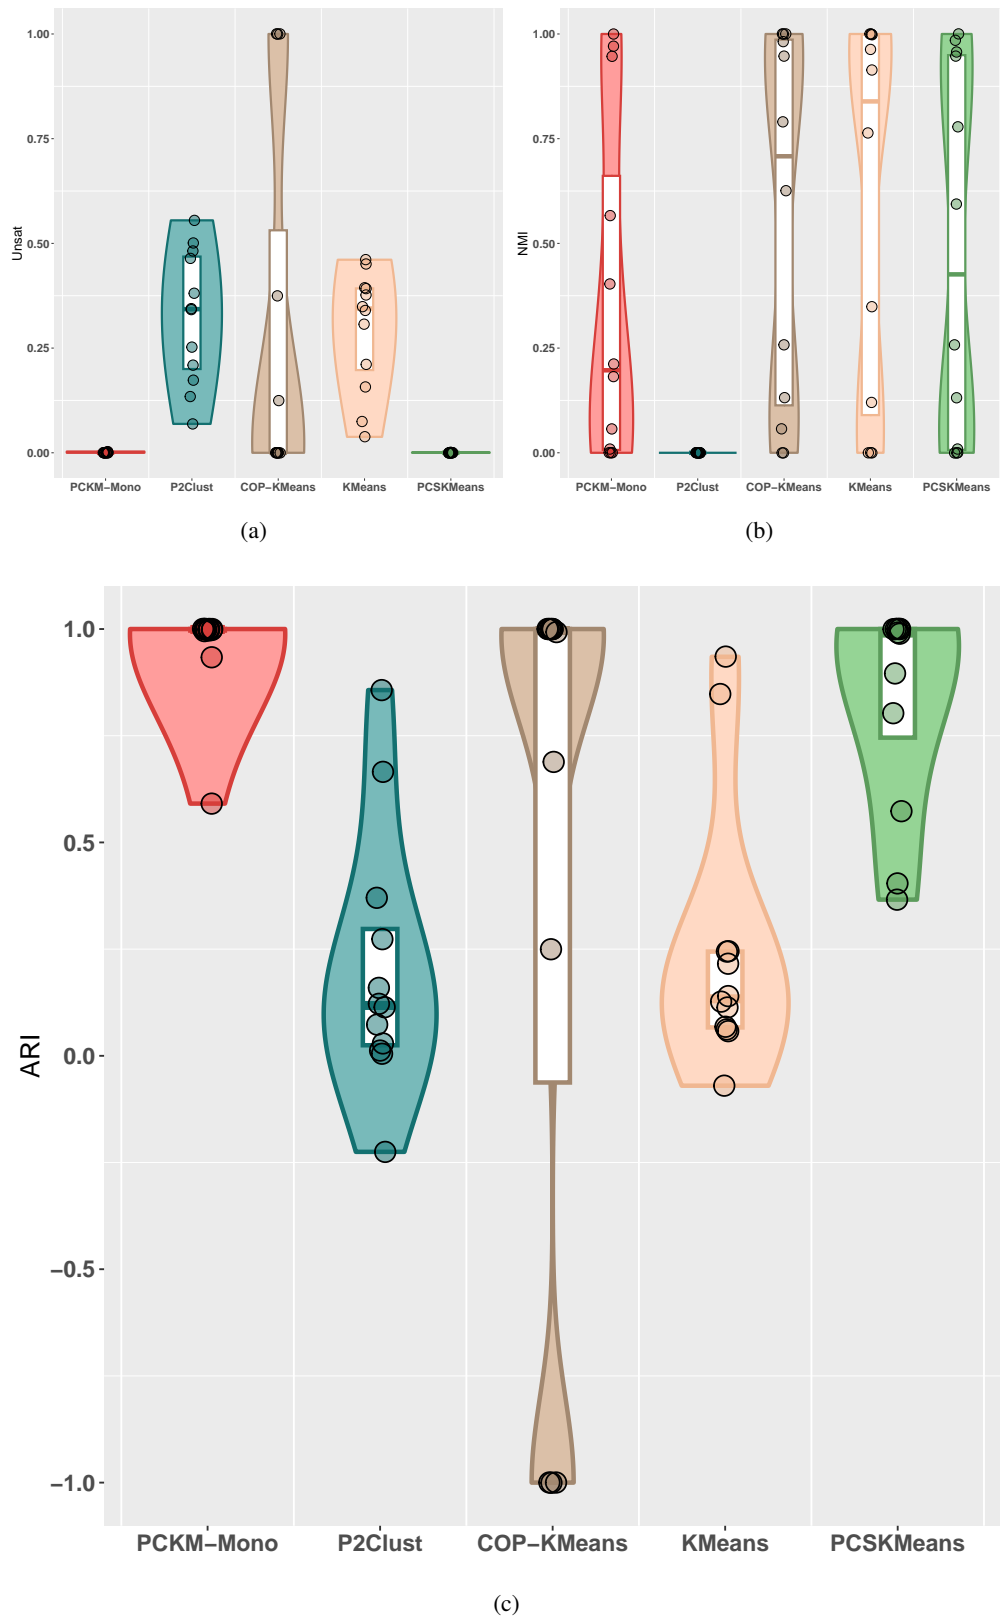 1.00
0.75
0.50
0.25
0.00
Unsat
PCKM−Mono P2Clust COP−KMeans KMeans PCSKMeans
(a)
1.00
0.75
0.50
0.25
0.00
NMI
PCKM−Mono P2Clust COP−KMeans KMeans PCSKMeans
(b)
1.0
0.5
0.0
−0.5
−1.0
ARI
PCKM−Mono P2Clust COP−KMeans KMeans PCSKMeans
(c)